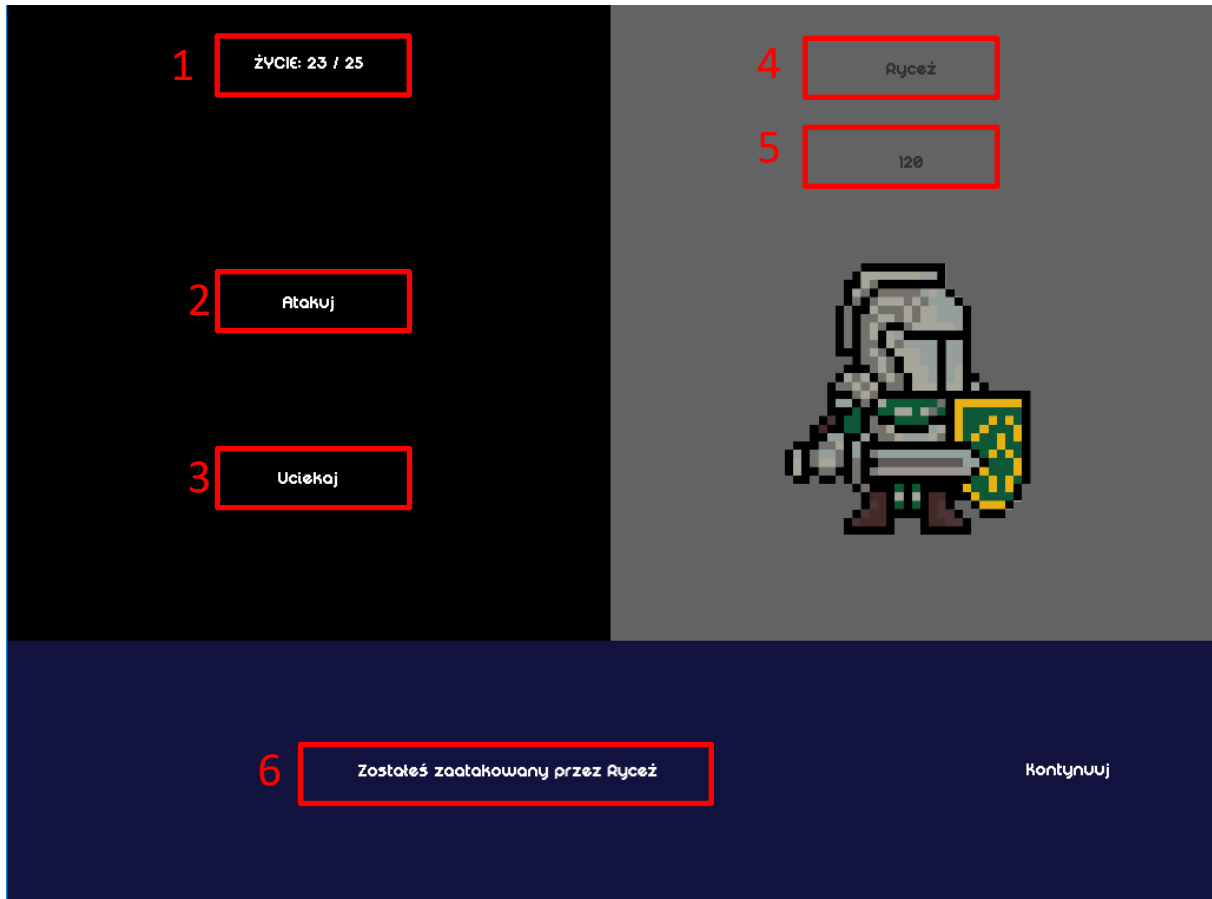 1 ŻYCIE: 23 / 25
2 Atakuj
3 Uciekaj
4 Ryceż
5 120
6 Zostałeś zaatakowany przez Ryceż
Kontynuuj